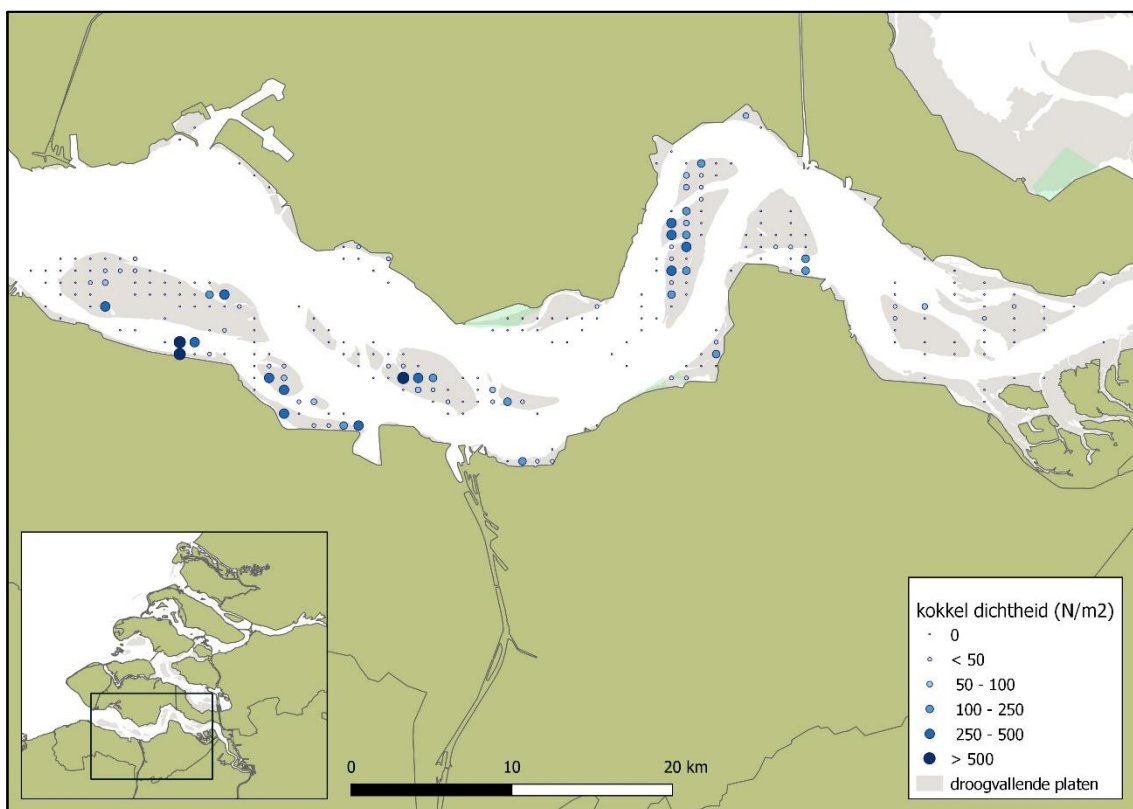 kokkel dichtheid (N/m2)
0
< 50
50 - 100
100 - 250
250 - 500
> 500
droogvallende platen
0 10 20 km